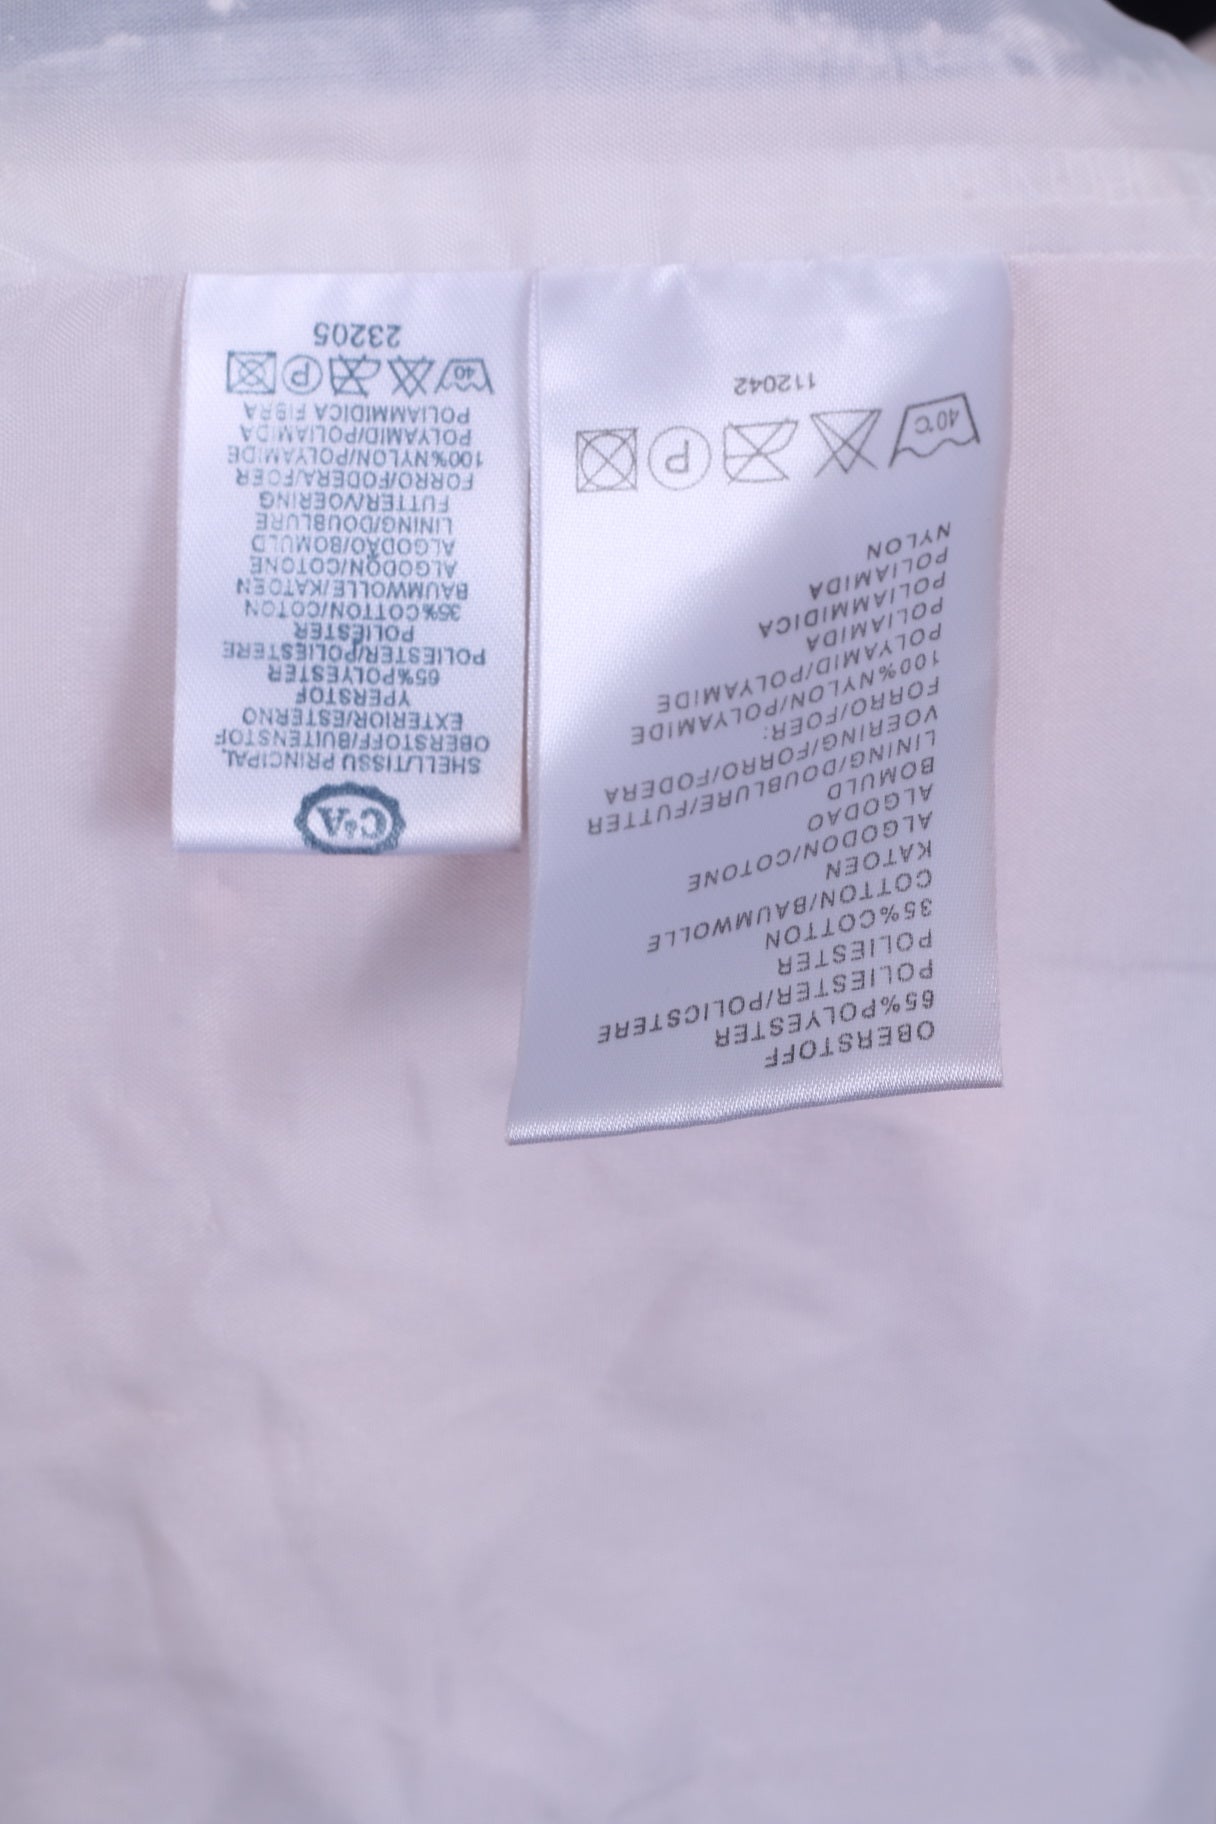 C&A
SHELL/TISSU PRINCIPAL
OBERSTOFF/BUITENSTOF
EXTERIOR/ESTERNO
YPERSTOF
65%POLYESTER
POLIESTER/POLIESTERE
POLIESTER
35%COTTON/COTON
BAUMWOLLE/KATOEN
ALGODON/COTONE
ALGODAO/BOMULD
LINING/DOUBLURE
FUTTER/VOERING
FORRO/FODERA/FOER
100%NYLON/POLYAMIDE
POLYAMID/POLIAMIDA
POLIAMMIDICA FIBRA
40
P
23205
OBERSTOFF
65%POLYESTER
POLIESTER/POLICSTERE
POLIESTER
35%COTTON
COTTON/BAUMWOLLE
KATOEN
ALGODON/COTONE
ALGODAO
BOMULD
LINING/DOUBLURE/FUTTER
VOERING/FORRO/FODERA
FORRO/FOER:
100%NYLON/POLYAMIDE
POLYAMID/POLYAMIDE
POLIAMIDA
POLIAMMIDICA
POLIAMIDA
NYLON
40°C
P
112042